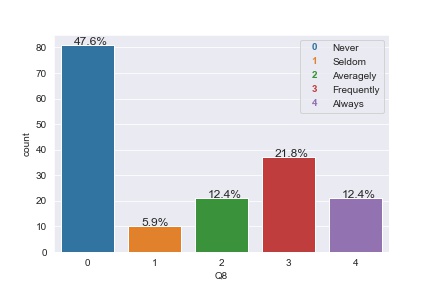 47.6%
5.9%
12.4%
21.8%
12.4%
0 Never
1 Seldom
2 Averagely
3 Frequently
4 Always
80
70
60
50
40
30
20
10
0
count
0 1 2 3 4
Q8